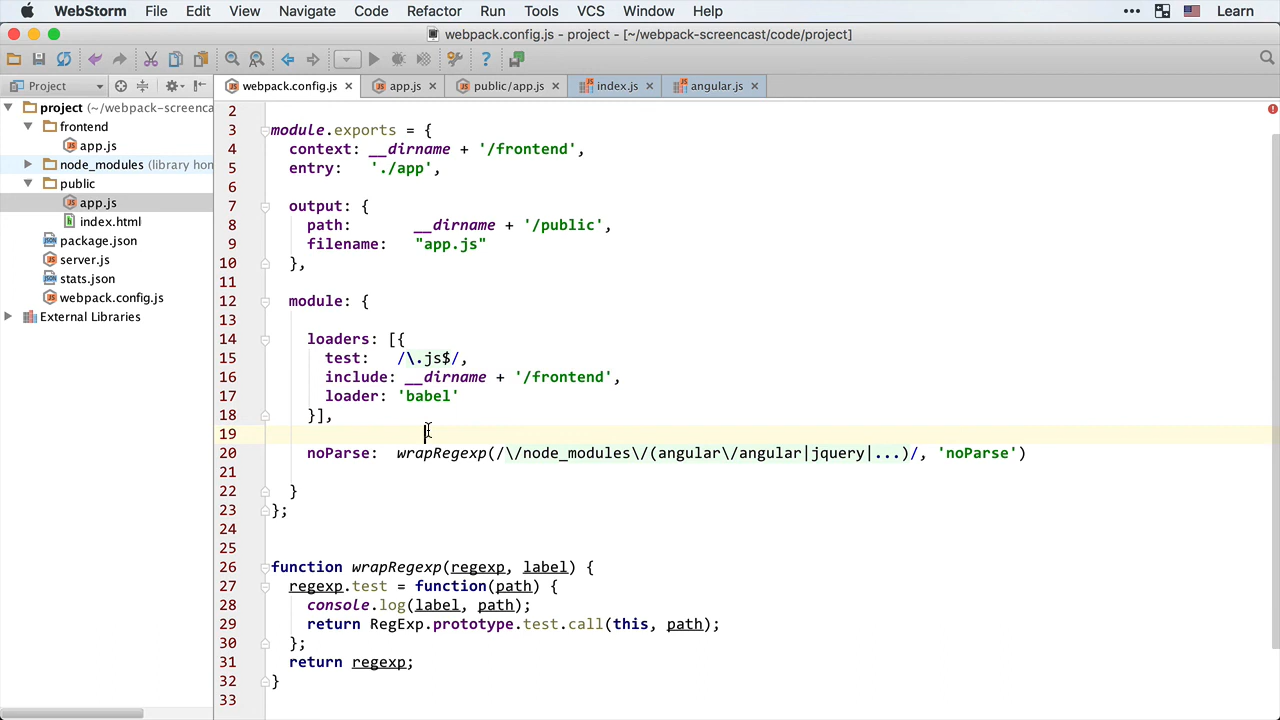 WebStorm File Edit View Navigate Code Refactor Run Tools VCS Window Help ••• Learn
webpack.config.js - project - [~/webpack-screencast/code/project]
Project webpack.config.js app.js public/app.js index.js angular.js
project (~/webpack-screenca
frontend
app.js
node_modules (library hon
public
app.js
index.html
package.json
server.js
stats.json
webpack.config.js
External Libraries
2
3 module.exports = {
4 context: __dirname + '/frontend',
5 entry: './app',
6
7 output: {
8 path: __dirname + '/public',
9 filename: "app.js"
10 },
11
12 module: {
13
14 loaders: [{
15 test: /\.js$/,
16 include: __dirname + '/frontend',
17 loader: 'babel'
18 }],
19
20 noParse: wrapRegexp(/\/node_modules\/(angular\/angular|jquery|...)/, 'noParse')
21
22 }
23 };
24
25
26 function wrapRegexp(regexp, label) {
27 regexp.test = function(path) {
28 console.log(label, path);
29 return RegExp.prototype.test.call(this, path);
30 };
31 return regexp;
32 }
33